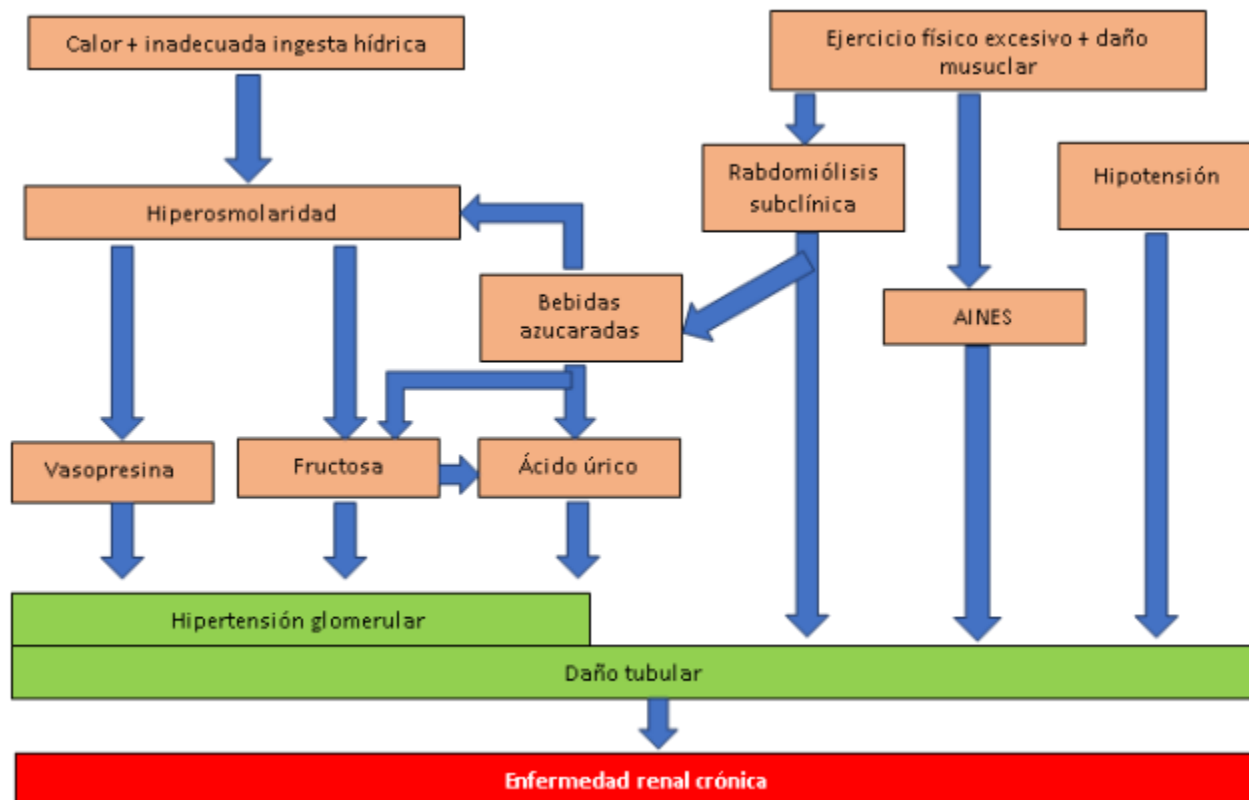 Calor + inadecuada ingesta hídrica
Ejercicio físico excesivo + daño
musuclar
Rabdomiólisis
subclínica
Hipotensión
Hiperosmolaridad
Bebidas
azucaradas
AINES
Vasopresina
Fructosa
Ácido úrico
Hipertensión glomerular
Daño tubular
Enfermedad renal crónica